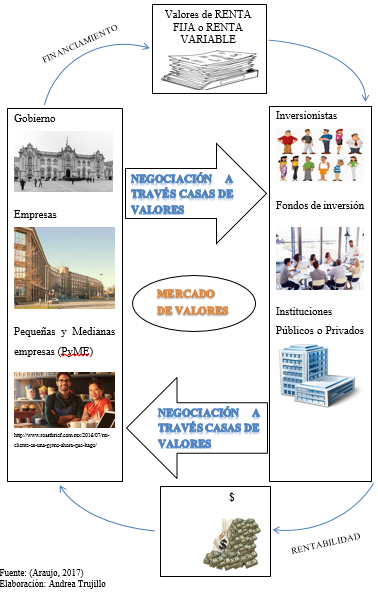 Valores de RENTA
FIJA o RENTA
VARIABLE
FINANCIAMIENTO
Gobierno
Empresas
Pequeñas y Medianas
empresas (PyME)
NEGOCIACIÓN A
TRAVÉS CASAS DE
VALORES
MERCADO
DE VALORES
NEGOCIACIÓN A
TRAVÉS CASAS DE
VALORES
Inversionistas
Fondos de inversión
Instituciones
Públicos o Privados
$
RENTABILIDAD
Fuente: (Araujo, 2017)
Elaboración: Andrea Trujillo